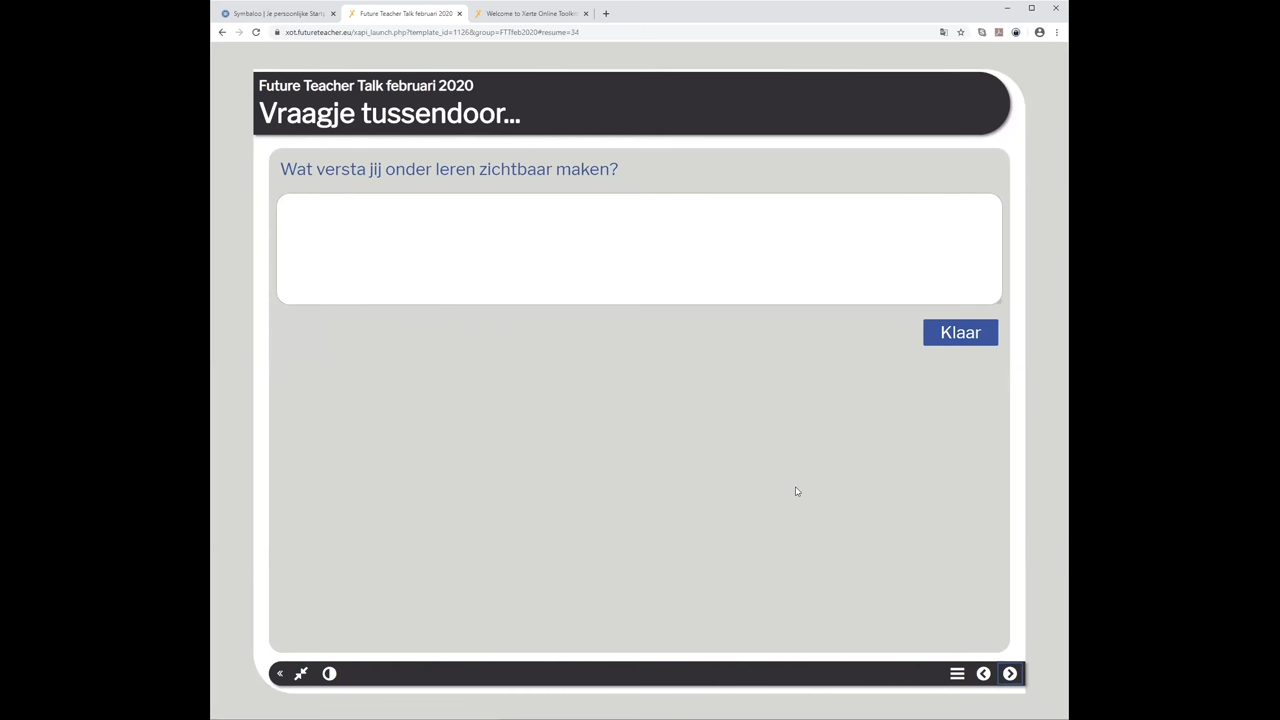 Symbaloo | Je persoonlijke Start
Future Teacher Talk februari 2020
Welcome to Xerte Online Toolki
xot.futureteacher.eu/xapi_launch.php?template_id=1126&group=FTTfeb2020#resume=34
Future Teacher Talk februari 2020
Vraagje tussendoor...
Wat versta jij onder leren zichtbaar maken?
Klaar